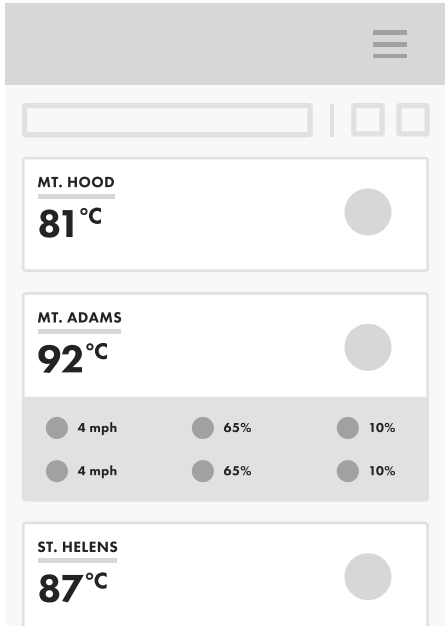 MT. HOOD
81°C
MT. ADAMS
92°C
4 mph 65% 10%
4 mph 65% 10%
ST. HELENS
87°C